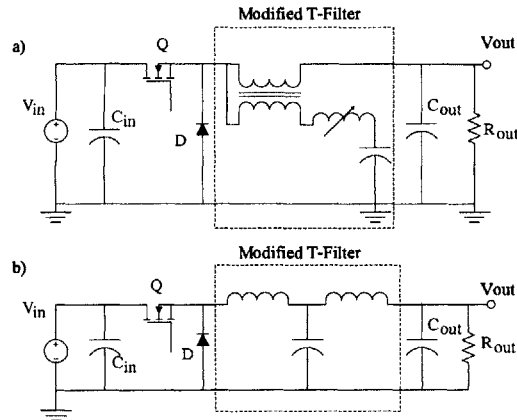 Modified T-Filter
a)
Q
Vout
Vin
Cin
D
Cout
Rout
Modified T-Filter
b)
Q
Vout
Vin
Cin
D
Cout
Rout